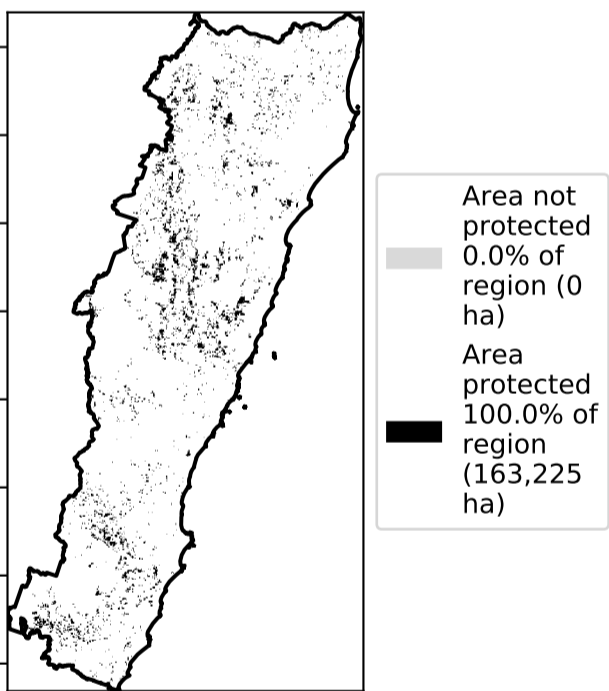 Area not
protected
0.0% of
region (0
ha)
Area
protected
100.0% of
region
(163,225
ha)